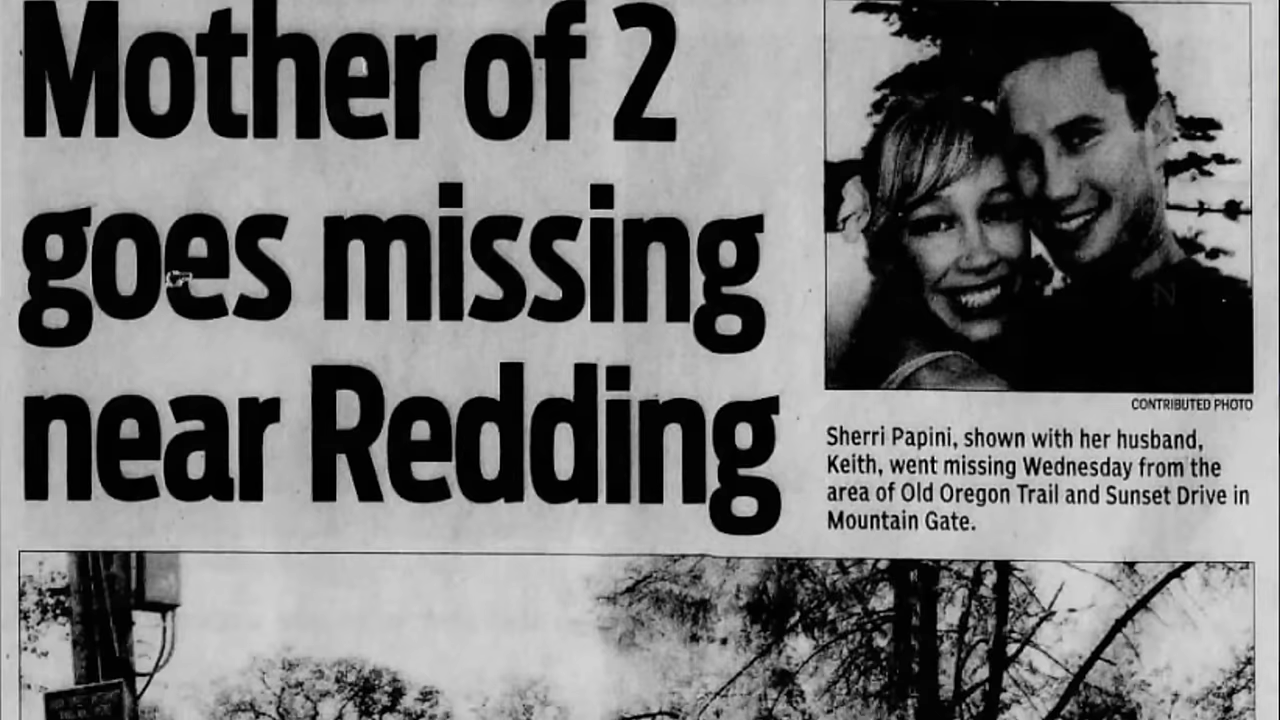 Mother of 2
goes missing
near Redding
CONTRIBUTED PHOTO
Sherri Papini, shown with her husband,
Keith, went missing Wednesday from the
area of Old Oregon Trail and Sunset Drive in
Mountain Gate.